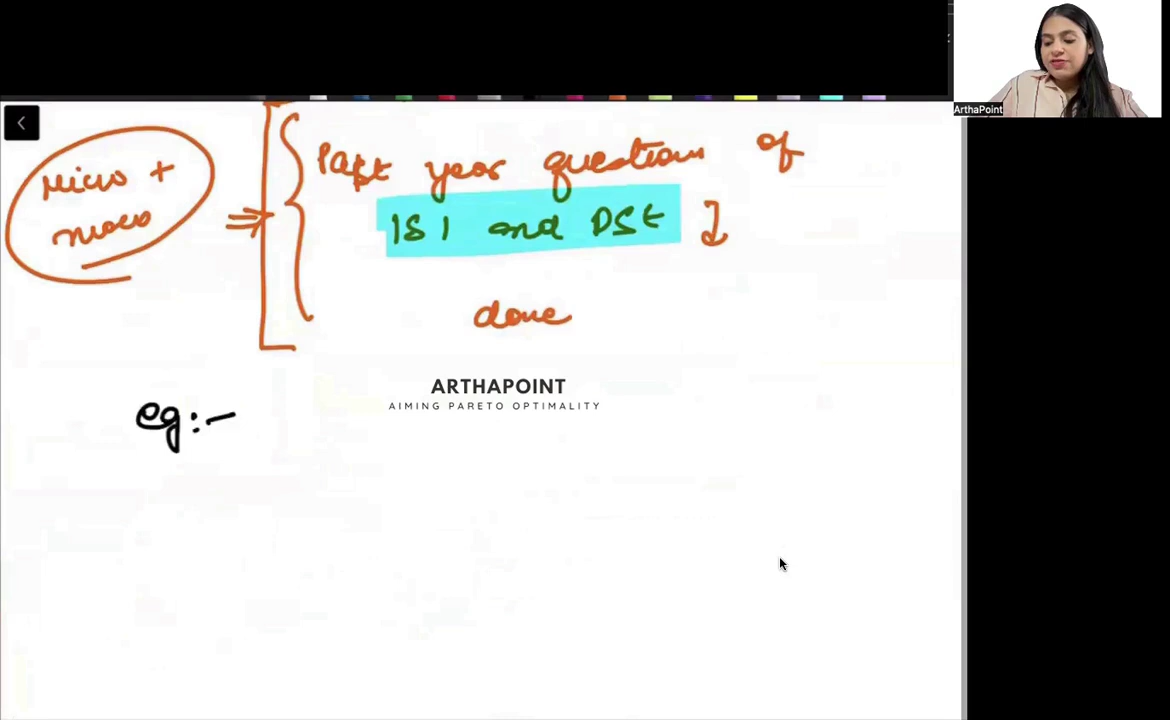 ArthaPoint
Micro +
macro
⇒
Past year questions of
ISI and DSE
done
ARTHAPOINT
AIMING PARETO OPTIMALITY
eg:-